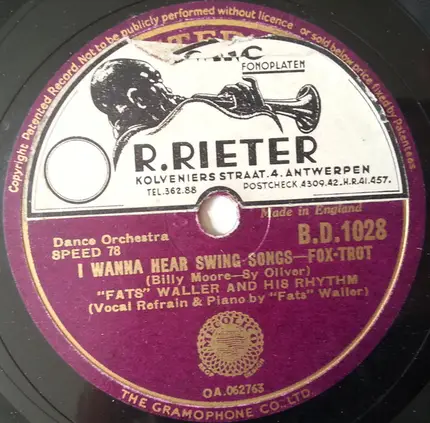 Copyright Patented Record. Not to be publicly performed without licence or sold below price fixed by Patentees
FONOPLATEN
R.RIETER
KOLVENIERS STRAAT.4. ANTWERPEN
TEL.362.88 POSTCHECK.4309.42.H.R.41.457.
Made in England
Dance Orchestra B.D.1028
SPEED 78
I WANNA HEAR SWING SONGS—FOX-TROT
(Billy Moore—Sy Oliver)
"FATS" WALLER AND HIS RHYTHM
(Vocal Refrain & Piano by "Fats" Waller)
MECOLICO
OA.062763
THE GRAMOPHONE CO., LTD.